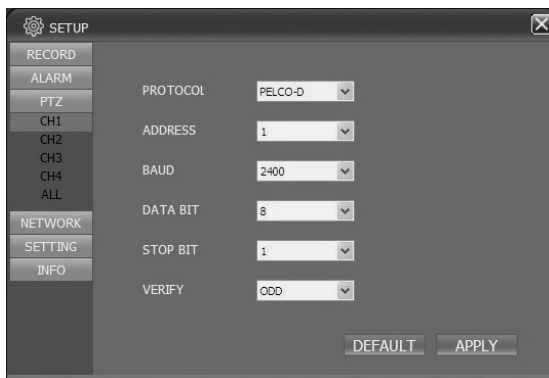 SETUP
RECORD
ALARM
PTZ
CH1
CH2
CH3
CH4
ALL
NETWORK
SETTING
INFO
PROTOCOL PELCO-D
ADDRESS 1
BAUD 2400
DATA BIT 8
STOP BIT 1
VERIFY ODD
DEFAULT APPLY